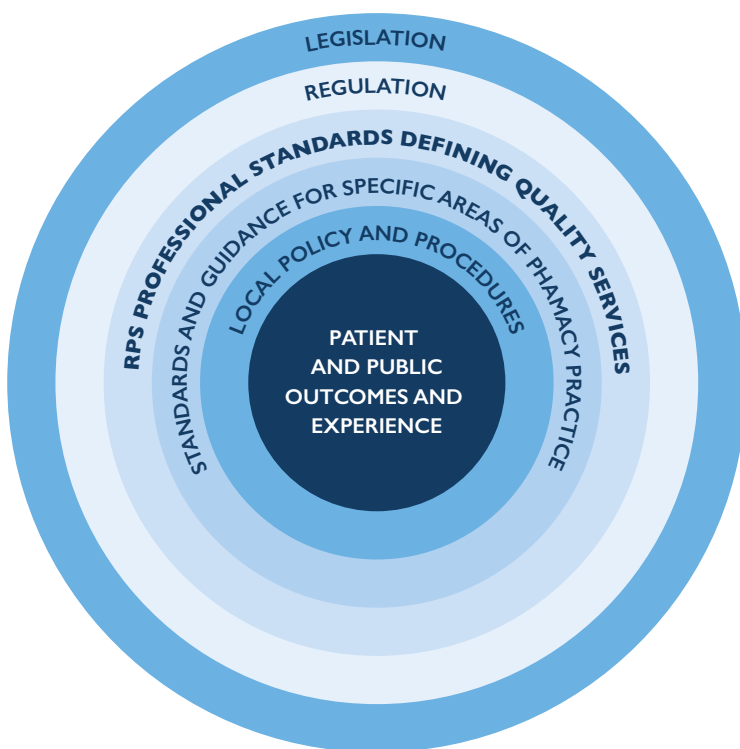 LEGISLATION
REGULATION
RPS PROFESSIONAL STANDARDS DEFINING QUALITY SERVICES
STANDARDS AND GUIDANCE FOR SPECIFIC AREAS OF PHAMACY PRACTICE
LOCAL POLICY AND PROCEDURES
PATIENT
AND PUBLIC
OUTCOMES AND
EXPERIENCE